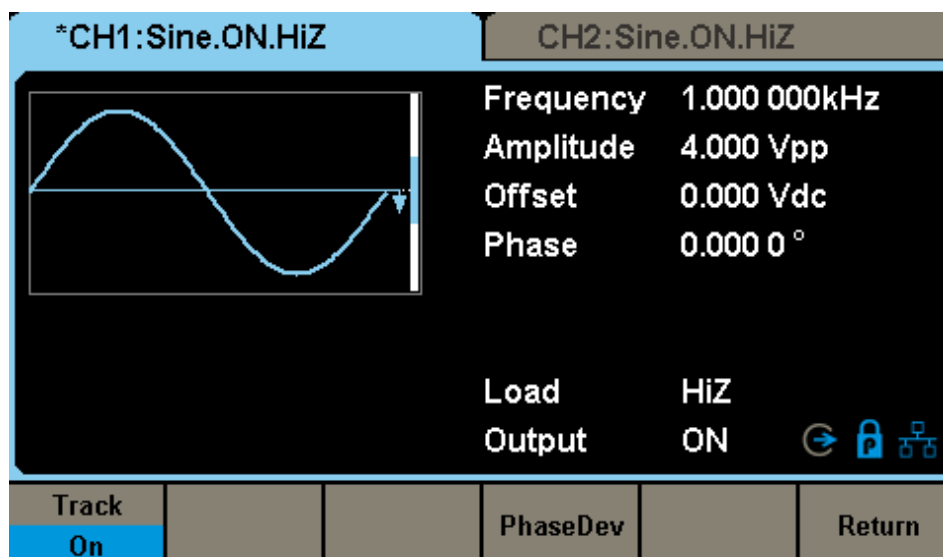 *CH1:Sine.ON.HiZ CH2:Sine.ON.HiZ
Frequency 1.000 000kHz
Amplitude 4.000 Vpp
Offset 0.000 Vdc
Phase 0.000 0 °
Load HiZ
Output ON
P
Track
On
PhaseDev
Return